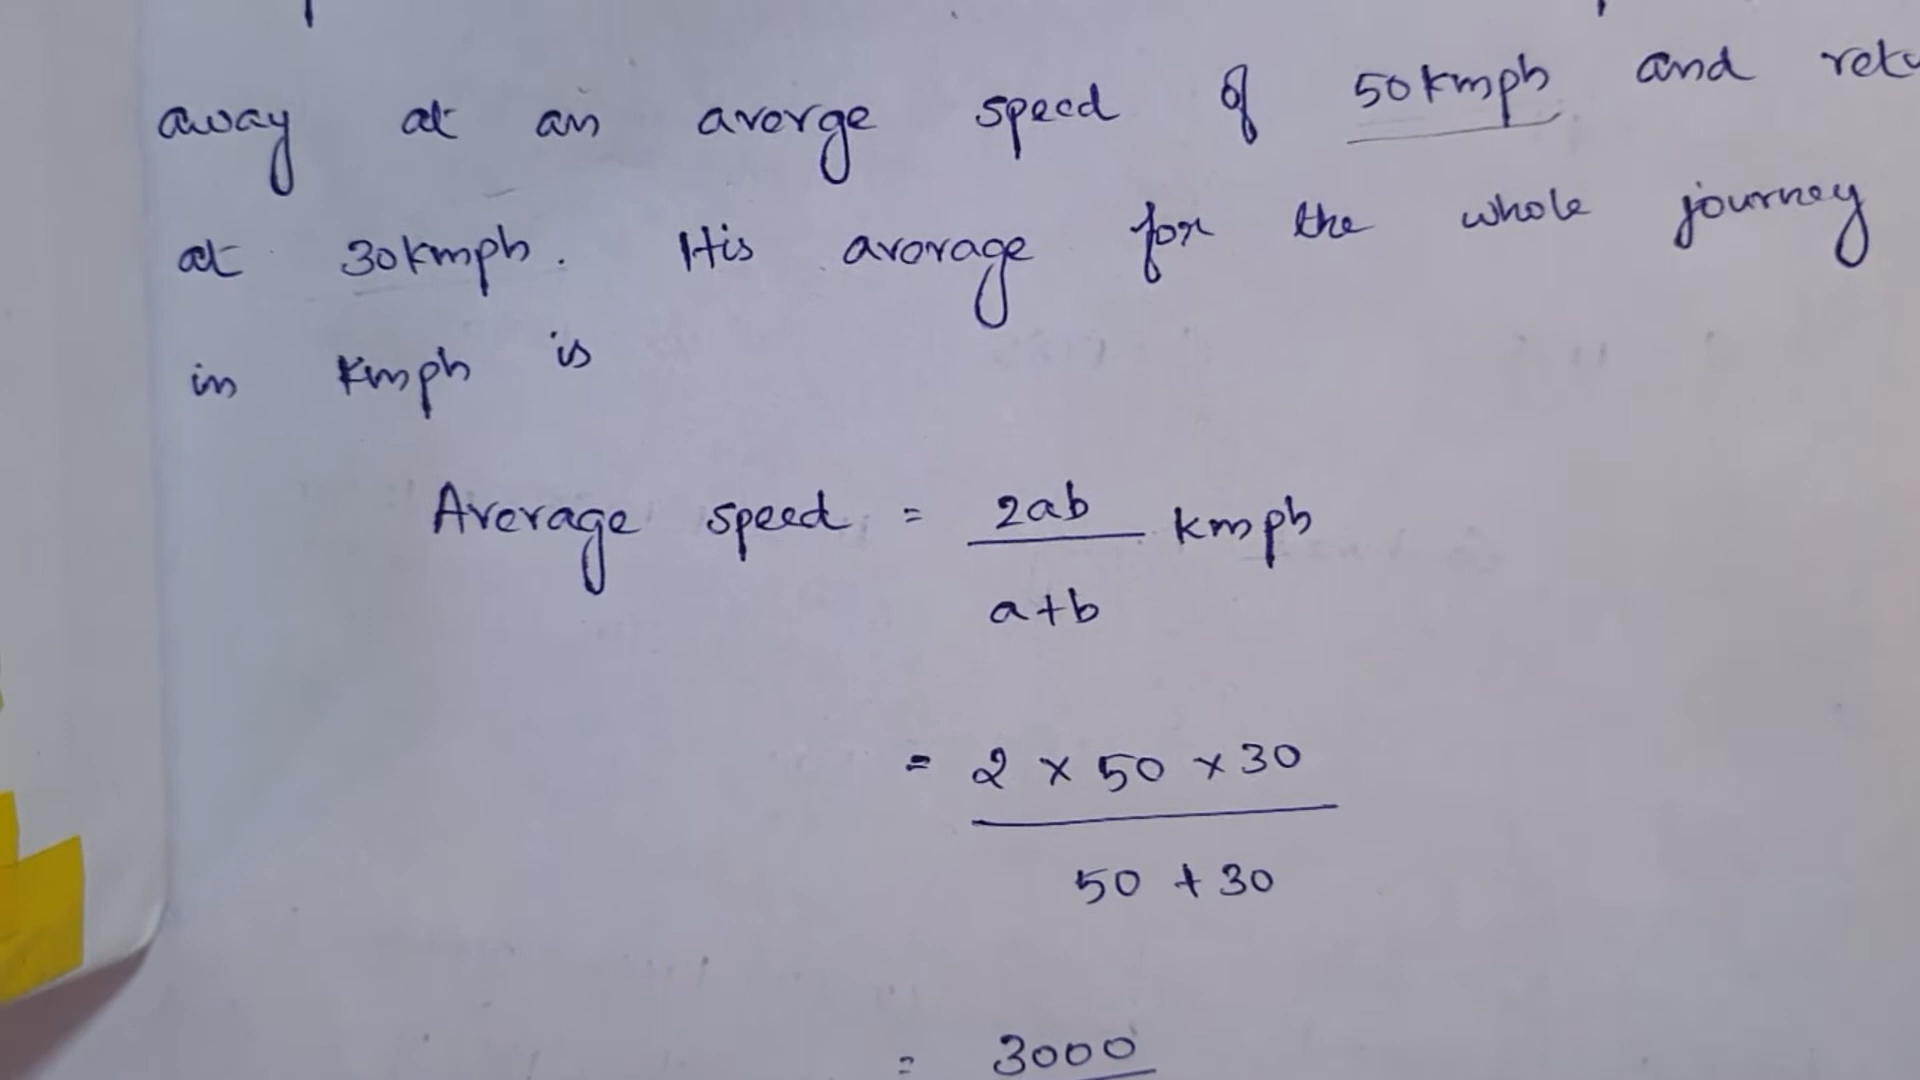 away at an averge speed of 50kmph and retu
at 30kmph. His average for the whole journey
in kmph is
Average speed = 2ab kmph
a+b
= 2 x 50 x 30
50 + 30
= 3000